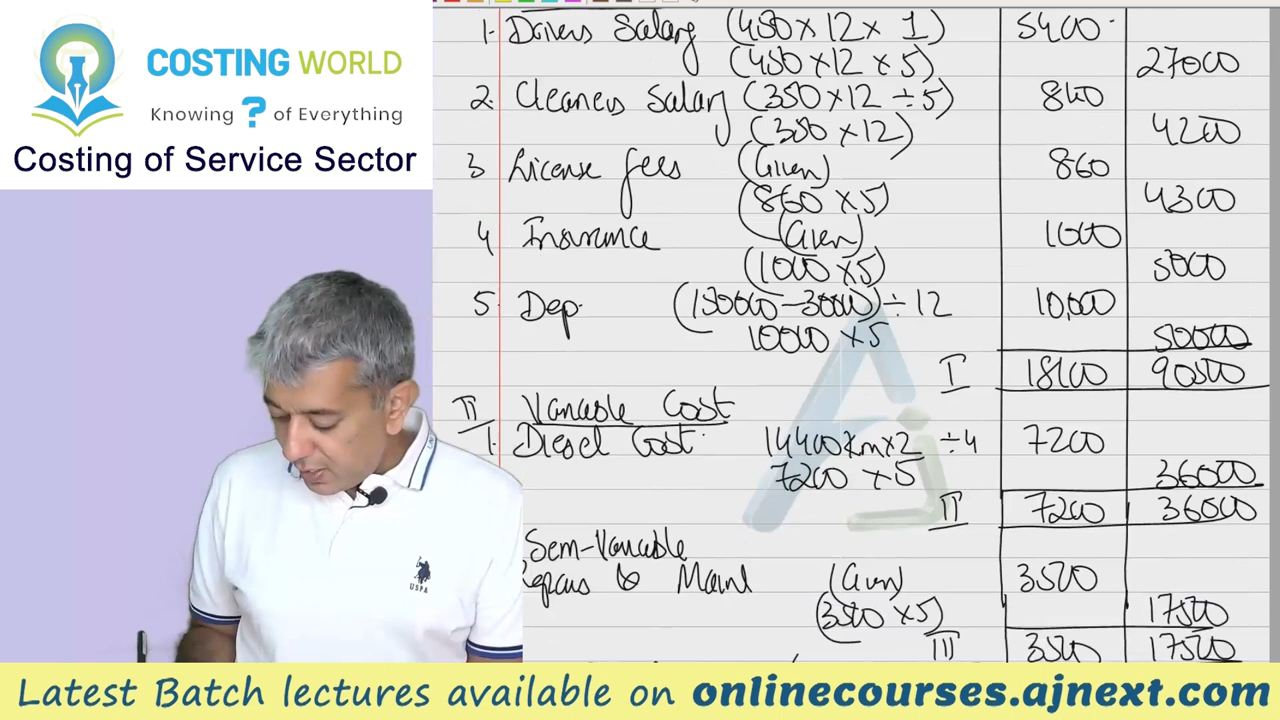 COSTING WORLD
Knowing ? of Everything
Costing of Service Sector
1. Drivers Salary (450 × 12 × 1) 5400
(450 × 12 × 5) 27000
2. Cleaners Salary (350 × 12 ÷ 5) 840
(350 × 12) 4200
3 License fees (Given) 860
(860 × 5) 4300
4 Insurance (Given) 1000
(1000 × 5) 5000
5. Dep. (150000 – 30000) ÷ 12 10,000
10000 × 5 50000
I 18100 90500
II Variable Cost
1. Diesel Cost. 14400 km × 2 ÷ 4 7200
7200 × 5 36000
II 7200 36000
Semi-Variable
Repairs & Maint (Given) 3500
(3500 × 5) 17500
III 3500 17500
AJ
USPA
Latest Batch lectures available on onlinecourses.ajnext.com